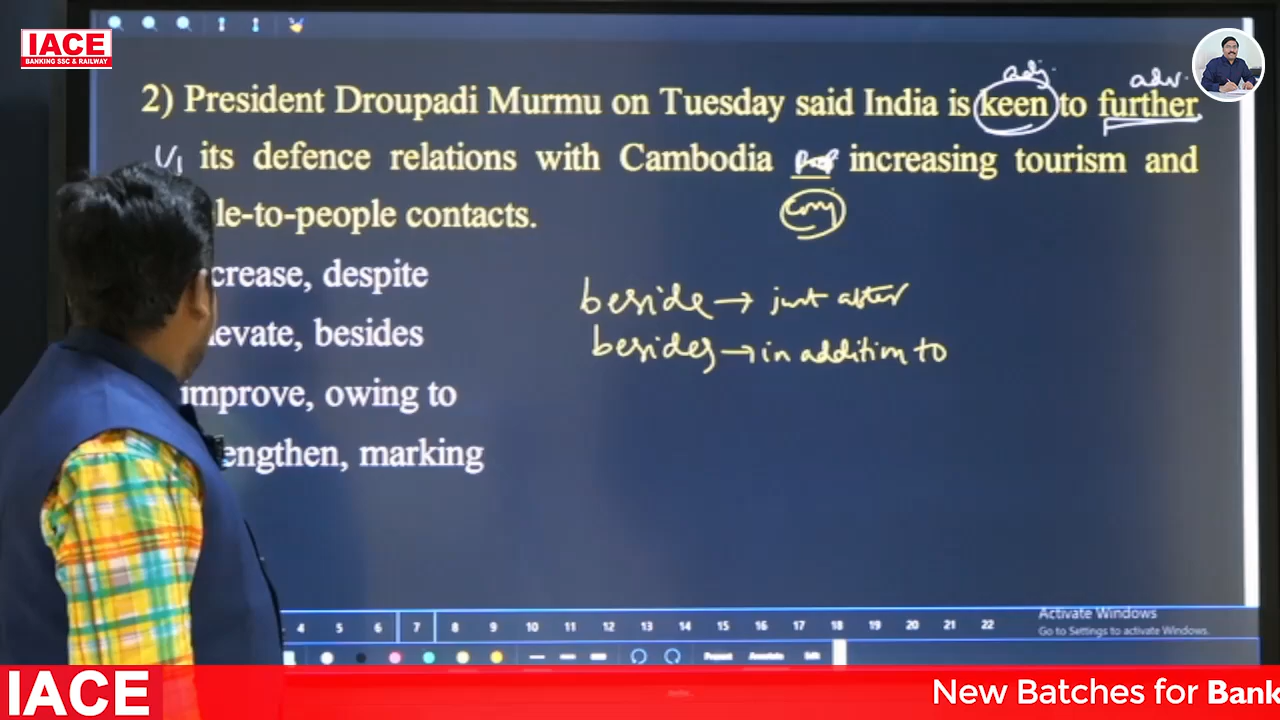 IACE
BANKING SSC & RAILWAY
adj.
adv.
2) President Droupadi Murmu on Tuesday said India is keen to further
V1 its defence relations with Cambodia increasing tourism and
le-to-people contacts.
conj
crease, despite
beside → just after
levate, besides
besides → in addition to
improve, owing to
engthen, marking
4 5 6 7 8 9 10 11 12 13 14 15 16 17 18 19 20 21 22
Activate Windows
Go to Settings to activate Windows.
IACE
New Batches for Bank